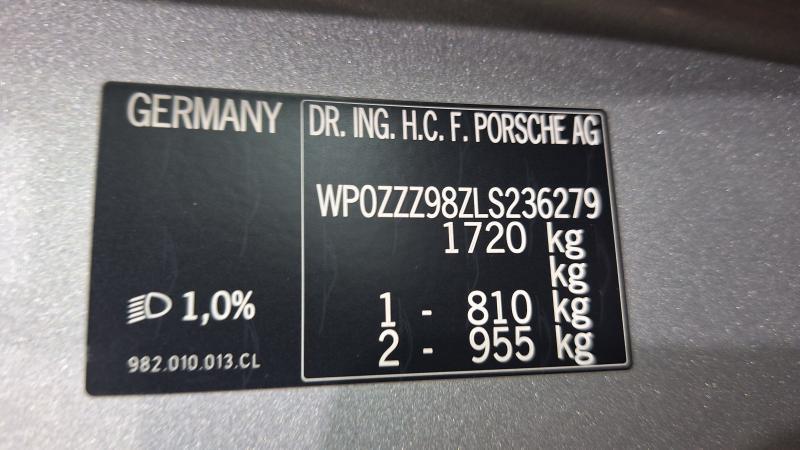 GERMANY
DR. ING. H.C. F. PORSCHE AG
WP0ZZZ98ZLS236279
1720 kg
kg
1 - 810 kg
2 - 955 kg
1,0%
982.010.013.CL